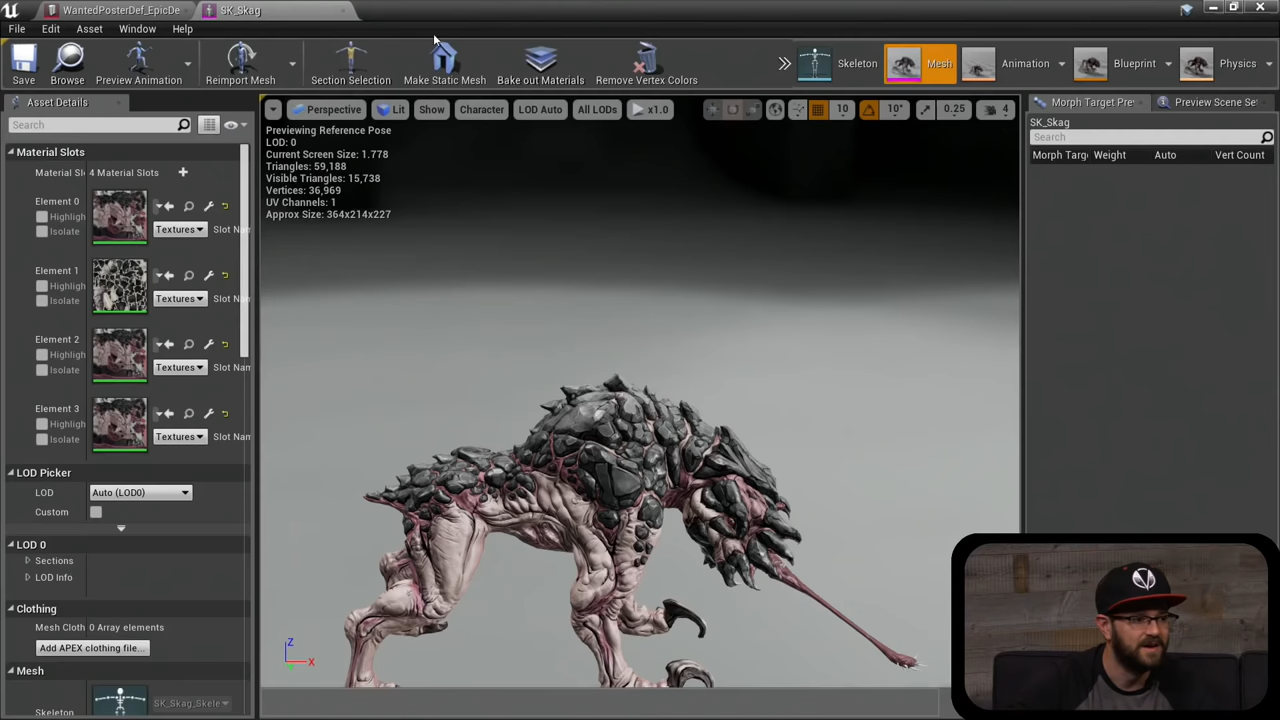 WantedPosterDef_EpicDe
SK_Skag
File Edit Asset Window Help
Save Browse Preview Animation Reimport Mesh Section Selection Make Static Mesh Bake out Materials Remove Vertex Colors Skeleton Mesh Animation Blueprint Physics
Asset Details
Search
Material Slots
Material Sl 4 Material Slots
Element 0
Highligh
Isolate
Textures Slot Nam
Element 1
Highligh
Isolate
Textures Slot Nam
Element 2
Highligh
Isolate
Textures Slot Nam
Element 3
Highligh
Isolate
Textures Slot Nam
LOD Picker
LOD Auto (LOD0)
Custom
LOD 0
Sections
LOD Info
Clothing
Mesh Cloth 0 Array elements
Add APEX clothing file...
Mesh
Skeleton SK_Skag_Skele
Perspective Lit Show Character LOD Auto All LODs x1.0 10 10° 0.25 4
Previewing Reference Pose
LOD: 0
Current Screen Size: 1.778
Triangles: 59,188
Visible Triangles: 15,738
Vertices: 36,969
UV Channels: 1
Approx Size: 364x214x227
Z
X
Morph Target Pre Preview Scene Set
SK_Skag
Search
Morph Targ Weight Auto Vert Count